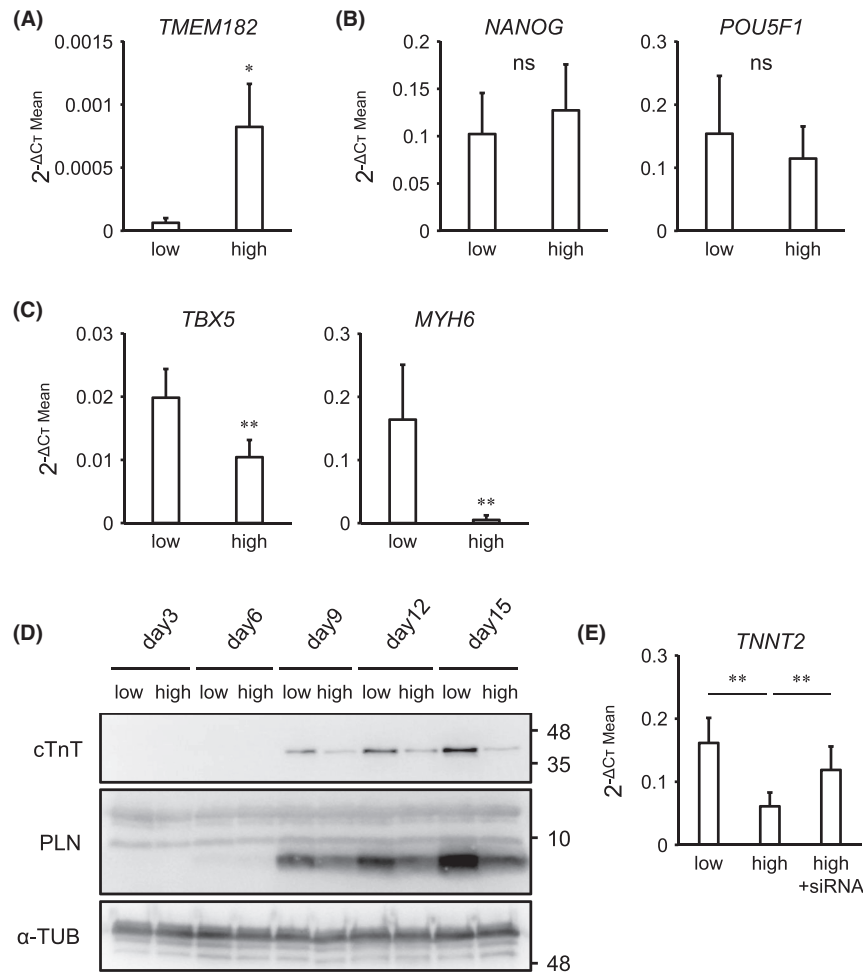 (A)
TMEM182
2-ΔCT Mean
0.0015
0.001
0.0005
0
*
low high
(B)
NANOG
2-ΔCT Mean
0.2
0.15
0.1
0.05
0
ns
low high
POU5F1
0.3
0.2
0.1
0
ns
low high
(C)
TBX5
2-ΔCT Mean
0.03
0.02
0.01
0
**
low high
MYH6
0.3
0.2
0.1
0
**
low high
(D)
day3 day6 day9 day12 day15
low high low high low high low high low high
cTnT
48
35
PLN
10
α-TUB
48
(E)
TNNT2
2-ΔCT Mean
0.3
0.2
0.1
0
** **
low high high
+siRNA